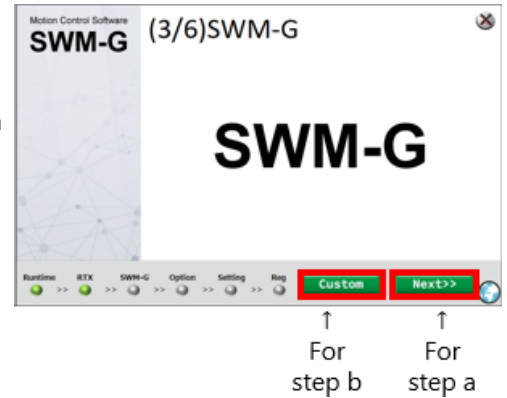 Motion Control Software
SWM-G
(3/6)SWM-G
SWM-G
Runtime >> RTX >> SWM-G >> Option >> Setting >> Reg
Custom
Next>>
↑
For
step b
↑
For
step a